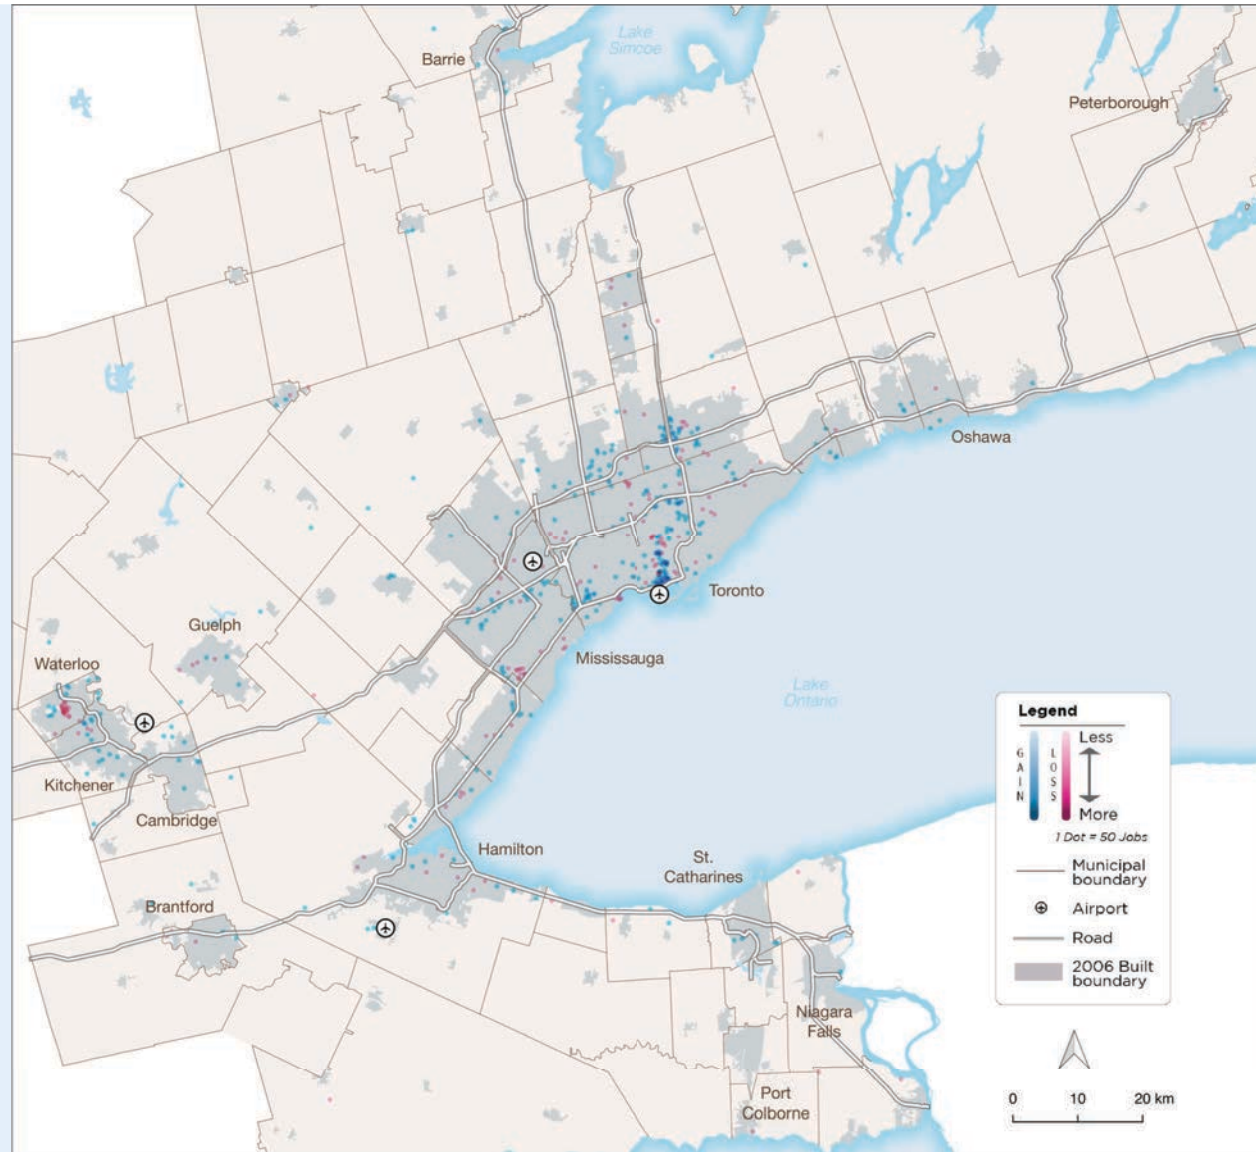 Lake
Simcoe
Barrie
Peterborough
Oshawa
Toronto
Guelph
Waterloo
Mississauga
Lake
Ontario
Kitchener
Cambridge
Hamilton
St.
Catharines
Brantford
Niagara
Falls
Port
Colborne
Legend
GAIN
LOSS
Less
More
1 Dot = 50 Jobs
Municipal
boundary
Airport
Road
2006 Built
boundary
0 10 20 km